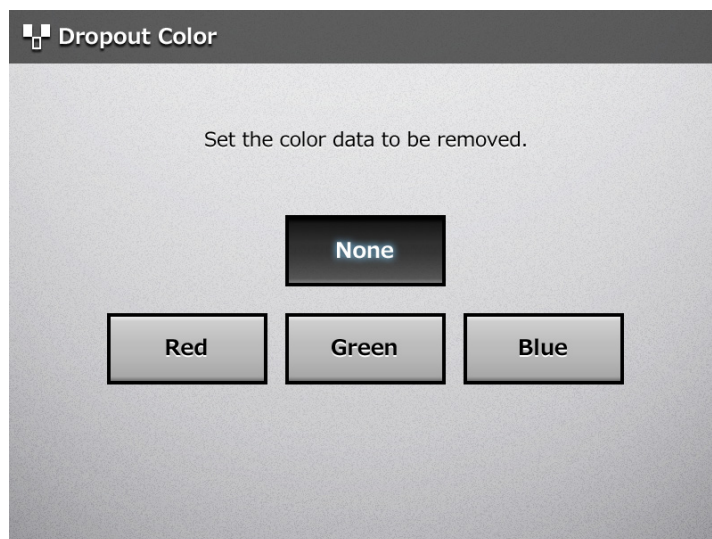 Dropout Color
Set the color data to be removed.
None
Red Green Blue